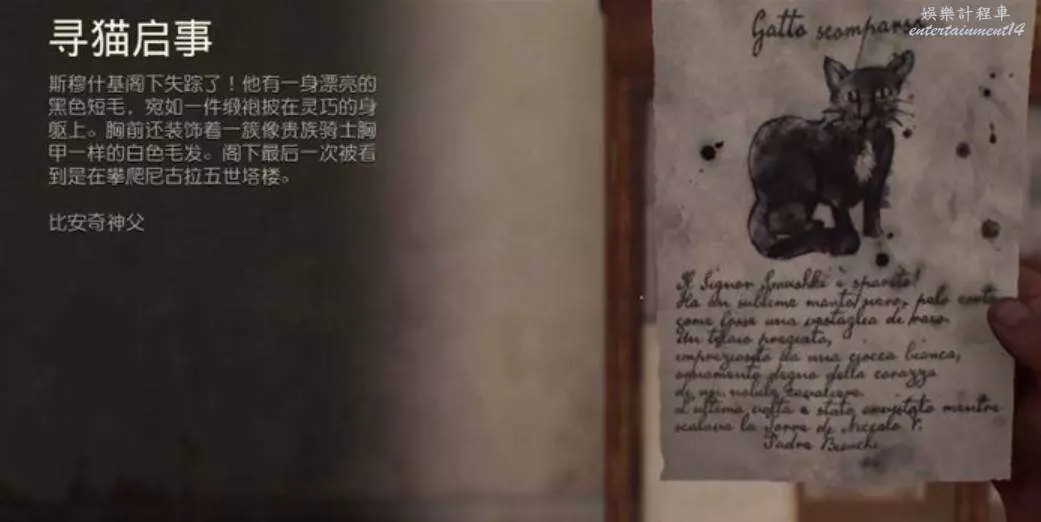 寻猫启事
斯穆什基阁下失踪了！他有一身漂亮的
黑色短毛，宛如一件缎袍披在灵巧的身
躯上。胸前还装饰着一簇像贵族骑士胸
甲一样的白色毛发。阁下最后一次被看
到是在攀爬尼古拉五世塔楼。
比安奇神父
娱樂計程車
entertainment14
Gatto scomparso
Il Signor Smushki è sparito!
Ha un sublime manto nero, pelo corto
come fosse una vestaglia di raso.
Un telaio pregiato,
impreziosito da una ciocca bianca,
ornamento degno della corazza
di un nobile cavaliere.
L'ultima volta è stato avvistato mentre
scalava la Torre di Niccolò V.
Padre Bianchi